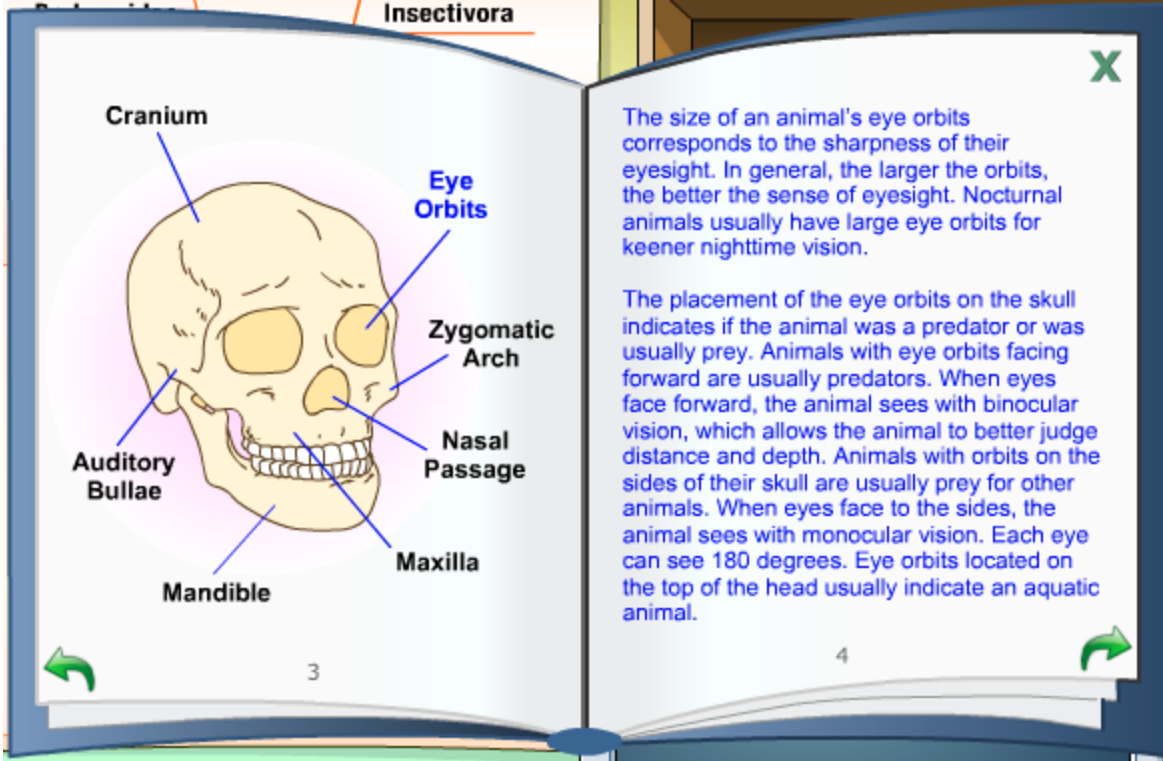 Insectivora
Cranium
Eye
Orbits
Zygomatic
Arch
Nasal
Passage
Auditory
Bullae
Maxilla
Mandible
3
X
The size of an animal's eye orbits
corresponds to the sharpness of their
eyesight. In general, the larger the orbits,
the better the sense of eyesight. Nocturnal
animals usually have large eye orbits for
keener nighttime vision.
The placement of the eye orbits on the skull
indicates if the animal was a predator or was
usually prey. Animals with eye orbits facing
forward are usually predators. When eyes
face forward, the animal sees with binocular
vision, which allows the animal to better judge
distance and depth. Animals with orbits on the
sides of their skull are usually prey for other
animals. When eyes face to the sides, the
animal sees with monocular vision. Each eye
can see 180 degrees. Eye orbits located on
the top of the head usually indicate an aquatic
animal.
4